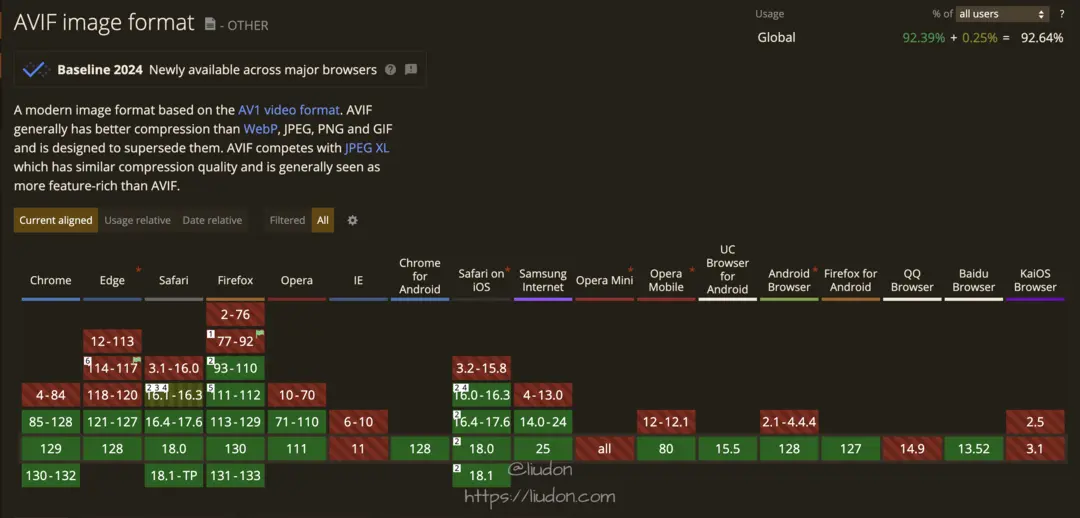 AVIF image format - OTHER
Usage % of all users ?
Global 92.39% + 0.25% = 92.64%
Baseline 2024 Newly available across major browsers
A modern image format based on the AV1 video format. AVIF
generally has better compression than WebP, JPEG, PNG and GIF
and is designed to supersede them. AVIF competes with JPEG XL
which has similar compression quality and is generally seen as
more feature-rich than AVIF.
Current aligned Usage relative Date relative Filtered All
Chrome Edge * Safari Firefox Opera IE Chrome for Android Safari on iOS * Samsung Internet Opera Mini * Opera Mobile * UC Browser for Android Android Browser * Firefox for Android QQ Browser Baidu Browser KaiOS Browser
2-76
12-113 1 77-92
6 114-117 3.1-16.0 2 93-110 3.2-15.8
4-84 118-120 2 3 4 16.1-16.3 5 111-112 10-70 2 4 16.0-16.3 4-13.0
85-128 121-127 16.4-17.6 113-129 71-110 6-10 2 16.4-17.6 14.0-24 12-12.1 2.1-4.4.4 2.5
129 128 18.0 130 111 11 128 2 18.0 25 all 80 15.5 128 127 14.9 13.52 3.1
130-132 18.1-TP 131-133 2 18.1
@liudon
https://liudon.com